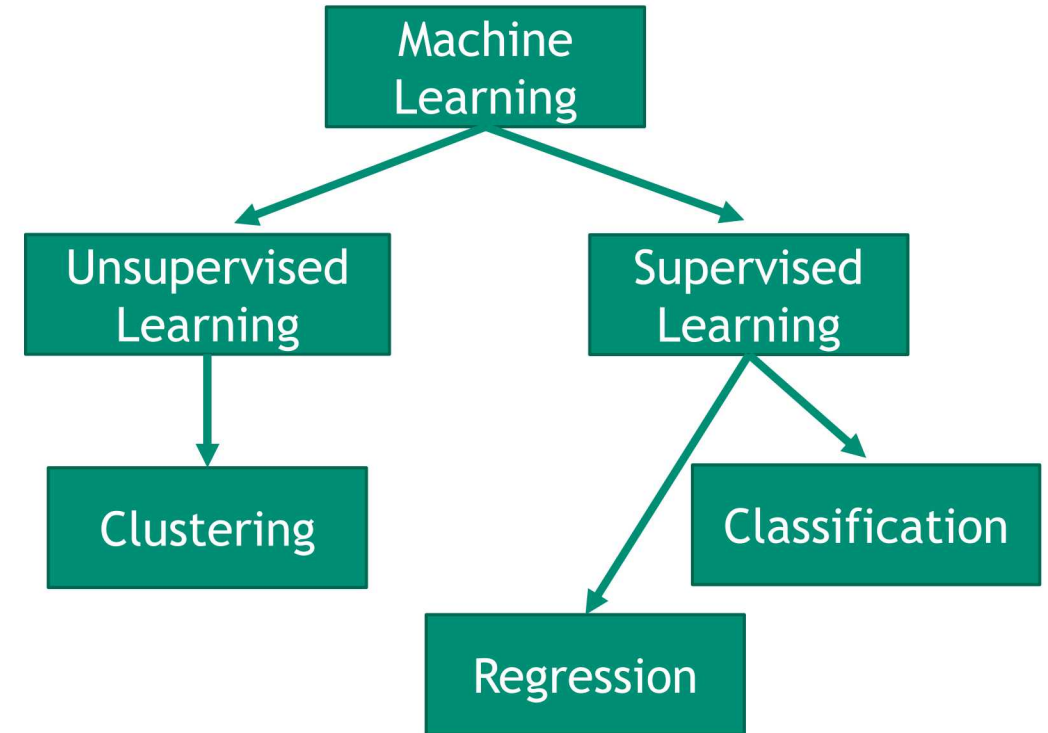 Machine
Learning
Unsupervised
Learning
Supervised
Learning
Clustering
Classification
Regression